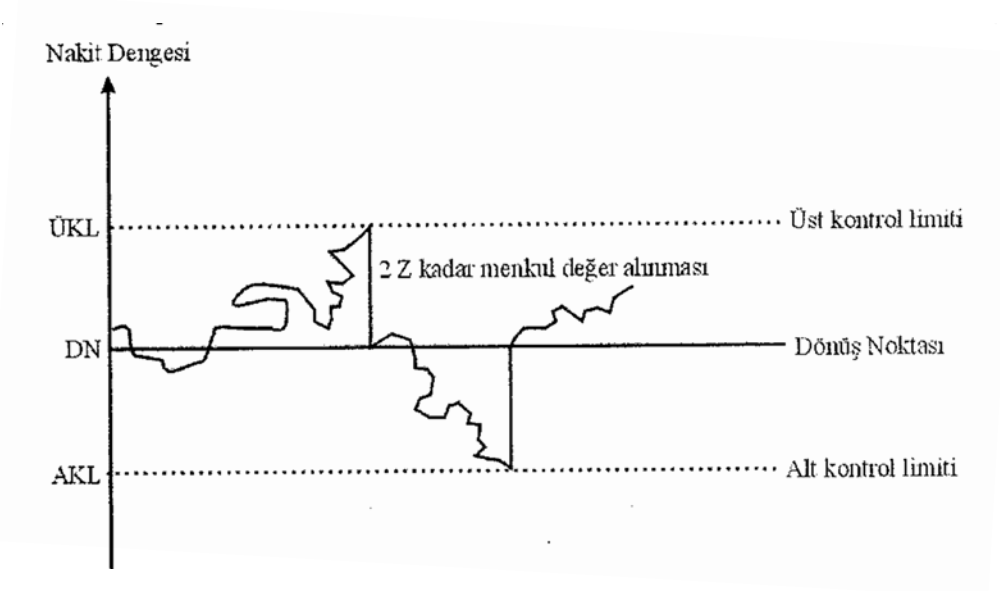 Nakit Dengesi
ÜKL
Üst kontrol limiti
2 Z kadar menkul değer alınması
DN
Dönüş Noktası
AKL
Alt kontrol limiti